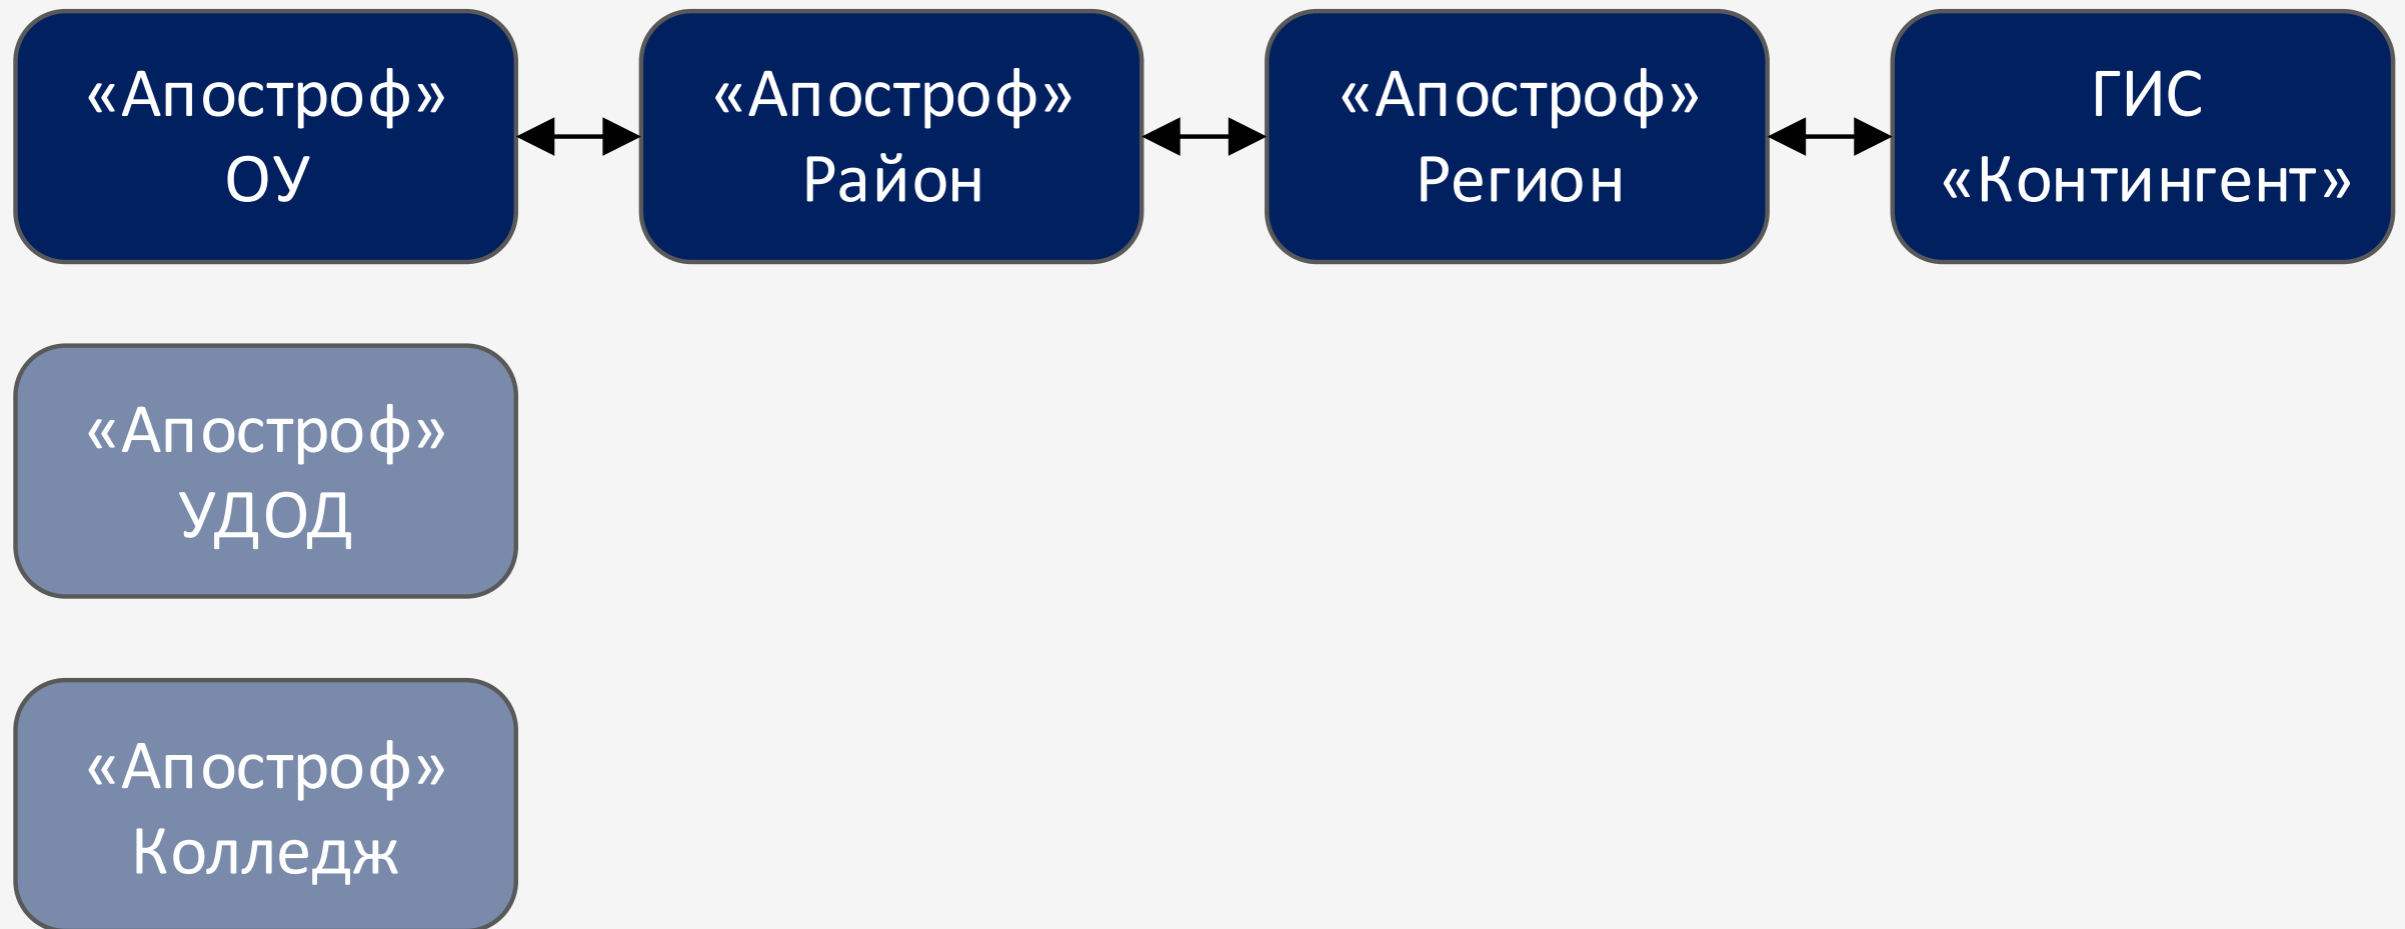 «Апостроф»
ОУ
«Апостроф»
Район
«Апостроф»
Регион
ГИС
«Контингент»
«Апостроф»
УДОД
«Апостроф»
Колледж